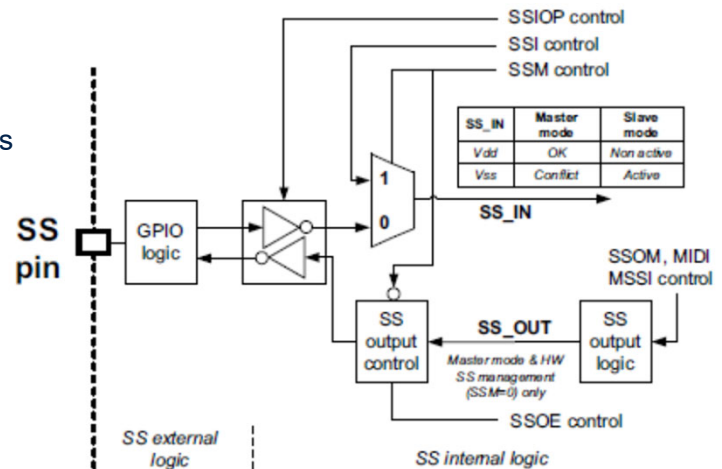 SSIOP control
SSI control
SSM control
s
SS_IN Master mode Slave mode
Vdd OK Non active
Vss Conflict Active
1
0
SS_IN
SS
pin
GPIO
logic
SSOM, MIDI
MSSI control
SS
output
control
SS_OUT
SS
output
logic
Master mode & HW
SS management
(SSM=0) only
SSOE control
SS external
logic
SS internal logic